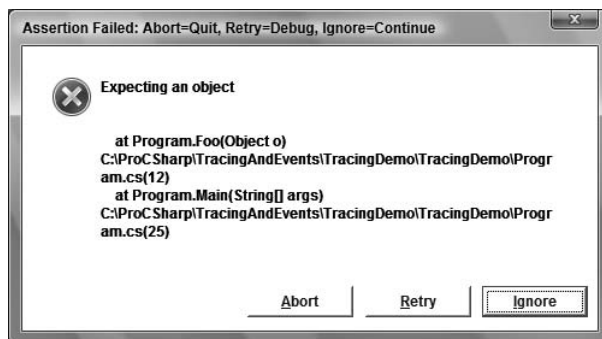 Assertion Failed: Abort=Quit, Retry=Debug, Ignore=Continue
Expecting an object
at Program.Foo(Object o)
C:\ProCSharp\TracingAndEvents\TracingDemo\TracingDemo\Progr
am.cs(12)
at Program.Main(String[] args)
C:\ProCSharp\TracingAndEvents\TracingDemo\TracingDemo\Progr
am.cs(25)
Abort Retry Ignore